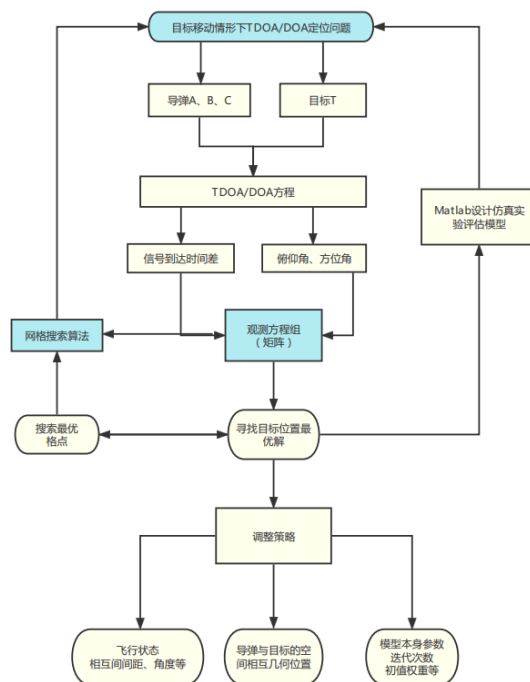 目标移动情形下TDOA/DOA定位问题
导弹A、B、C
目标T
TDOA/DOA方程
Matlab设计仿真实
验评估模型
信号到达时间差
俯仰角、方位角
网格搜索算法
观测方程组
（矩阵）
搜索最优
格点
寻找目标位置最
优解
调整策略
飞行状态
相互间间距、角度等
导弹与目标的空
间相互几何位置
模型本身参数
迭代次数
初值权重等